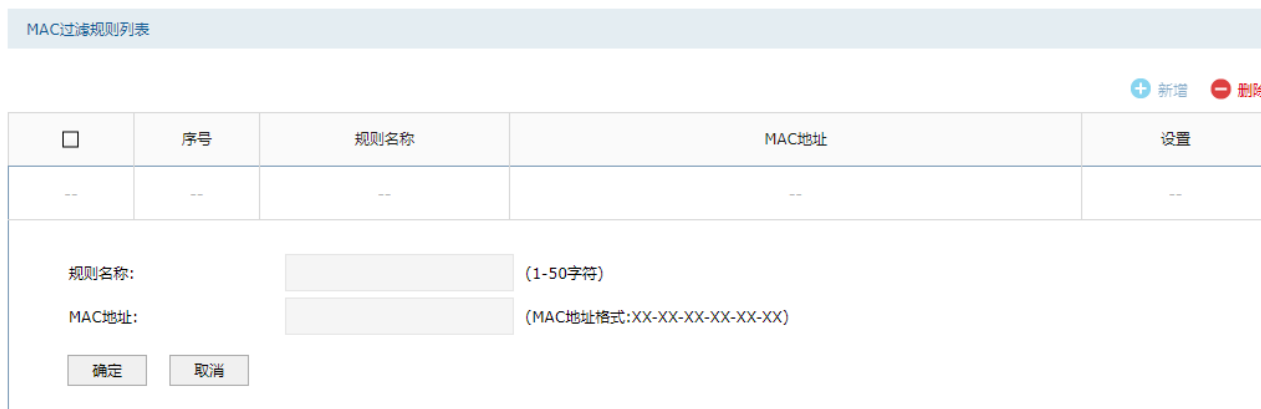 MAC过滤规则列表
新增 删除
序号 规则名称 MAC地址 设置
-- -- -- -- --
规则名称: (1-50字符)
MAC地址: (MAC地址格式:XX-XX-XX-XX-XX-XX)
确定 取消